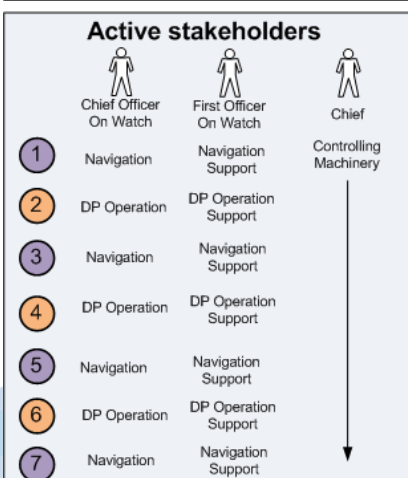 Active stakeholders
Chief Officer
On Watch
First Officer
On Watch
Chief
1
Navigation
Navigation
Support
Controlling
Machinery
2
DP Operation
DP Operation
Support
3
Navigation
Navigation
Support
4
DP Operation
DP Operation
Support
5
Navigation
Navigation
Support
6
DP Operation
DP Operation
Support
7
Navigation
Navigation
Support